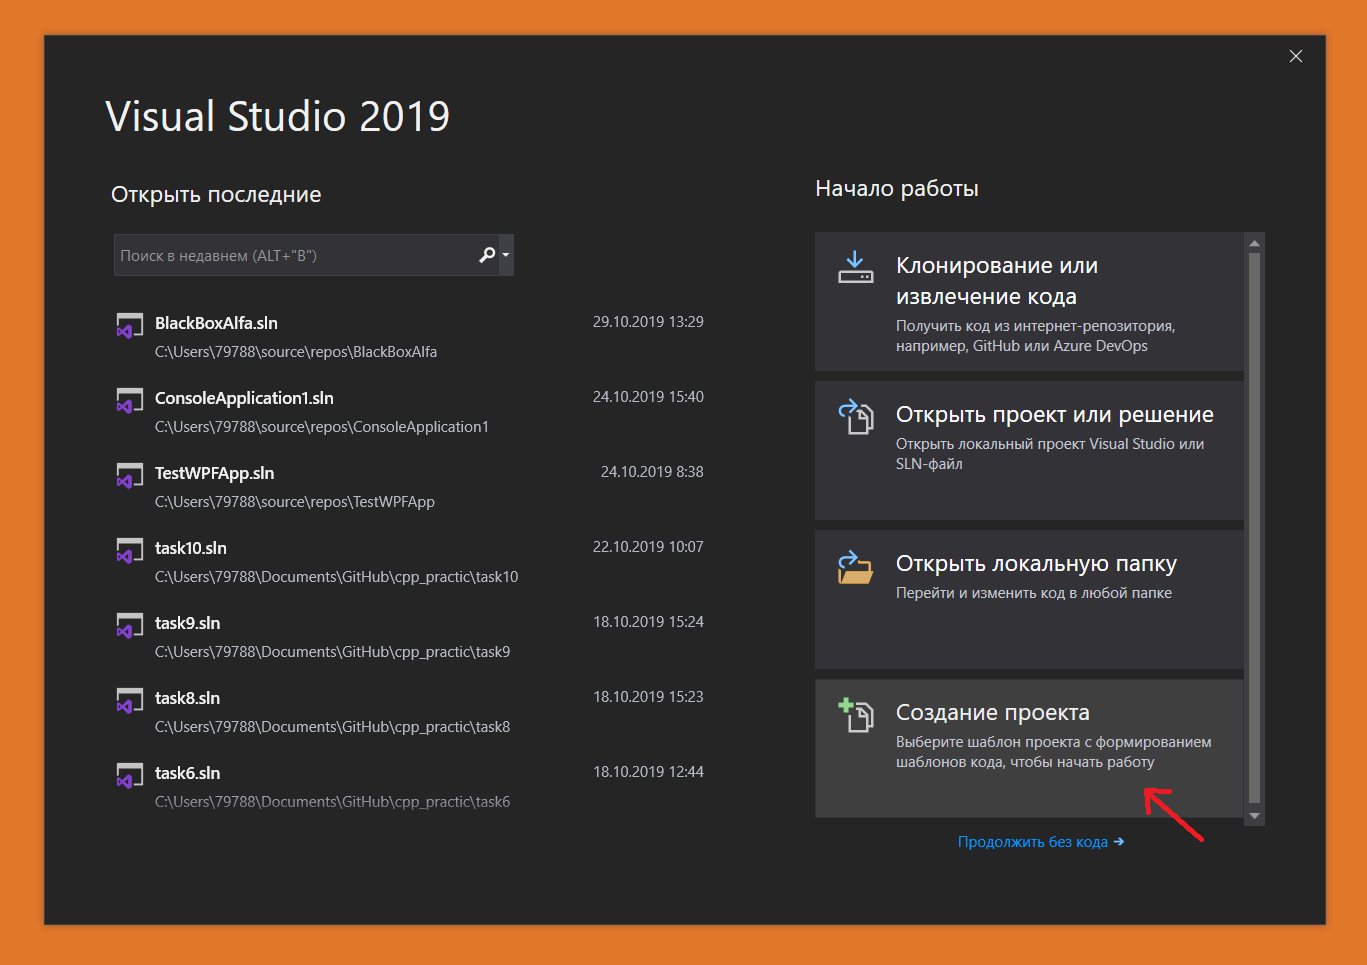 Visual Studio 2019
Открыть последние
Поиск в недавнем (ALT+"В")
BlackBoxAlfa.sln 29.10.2019 13:29
C:\Users\79788\source\repos\BlackBoxAlfa
ConsoleApplication1.sln 24.10.2019 15:40
C:\Users\79788\source\repos\ConsoleApplication1
TestWPFApp.sln 24.10.2019 8:38
C:\Users\79788\source\repos\TestWPFApp
task10.sln 22.10.2019 10:07
C:\Users\79788\Documents\GitHub\cpp_practic\task10
task9.sln 18.10.2019 15:24
C:\Users\79788\Documents\GitHub\cpp_practic\task9
task8.sln 18.10.2019 15:23
C:\Users\79788\Documents\GitHub\cpp_practic\task8
task6.sln 18.10.2019 12:44
C:\Users\79788\Documents\GitHub\cpp_practic\task6
Начало работы
Клонирование или
извлечение кода
Получить код из интернет-репозитория,
например, GitHub или Azure DevOps
Открыть проект или решение
Открыть локальный проект Visual Studio или
SLN-файл
Открыть локальную папку
Перейти и изменить код в любой папке
Создание проекта
Выберите шаблон проекта с формированием
шаблонов кода, чтобы начать работу
Продолжить без кода →